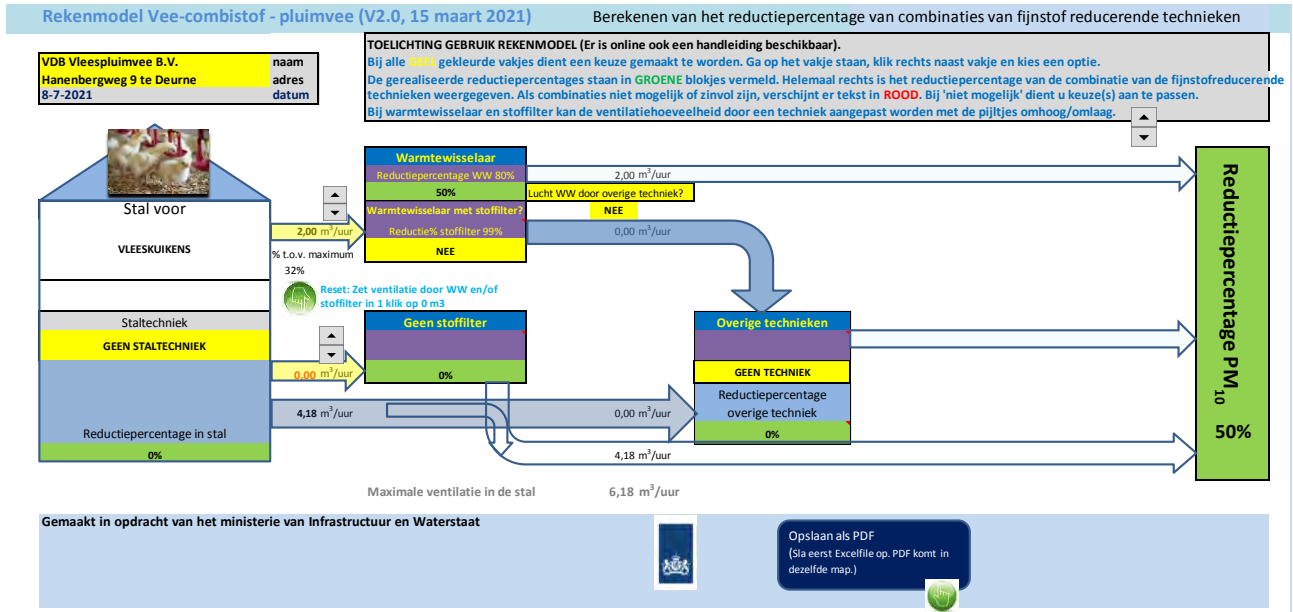 Rekenmodel Vee-combistof - pluimvee (V2.0, 15 maart 2021)
Berekenen van het reductiepercentage van combinaties van fijnstof reducerende technieken
VDB Vleespluimvee B.V. naam
Hanenbergweg 9 te Deurne adres
8-7-2021 datum
TOELICHTING GEBRUIK REKENMODEL (Er is online ook een handleiding beschikbaar).
Bij alle GELE gekleurde vakjes dient een keuze gemaakt te worden. Ga op het vakje staan, klik rechts naast vakje en kies een optie.
De gerealiseerde reductiepercentages staan in GROENE blokjes vermeld. Helemaal rechts is het reductiepercentage van de combinatie van de fijnstofreducerende
technieken weergegeven. Als combinaties niet mogelijk of zinvol zijn, verschijnt er tekst in ROOD. Bij 'niet mogelijk' dient u keuze(s) aan te passen.
Bij warmtewisselaar en stoffilter kan de ventilatiehoeveelheid door een techniek aangepast worden met de pijltjes omhoog/omlaag.
Stal voor
VLEESKUIKENS
Staltechniek
GEEN STALTECHNIEK
Reductiepercentage in stal
0%
2,00 m³/uur
% t.o.v. maximum
32%
Reset: Zet ventilatie door WW en/of
stoffilter in 1 klik op 0 m3
0,00 m³/uur
4,18 m³/uur
Warmtewisselaar
Reductiepercentage WW 80%
50%
Warmtewisselaar met stoffilter?
Reductie% stoffilter 99%
NEE
2,00 m³/uur
Lucht WW door overige techniek?
NEE
0,00 m³/uur
Geen stoffilter
0%
Overige technieken
GEEN TECHNIEK
Reductiepercentage
overige techniek
0%
0,00 m³/uur
4,18 m³/uur
Maximale ventilatie in de stal 6,18 m³/uur
Reductiepercentage PM₁₀
50%
Gemaakt in opdracht van het ministerie van Infrastructuur en Waterstaat
Opslaan als PDF
(Sla eerst Excelfile op. PDF komt in
dezelfde map.)